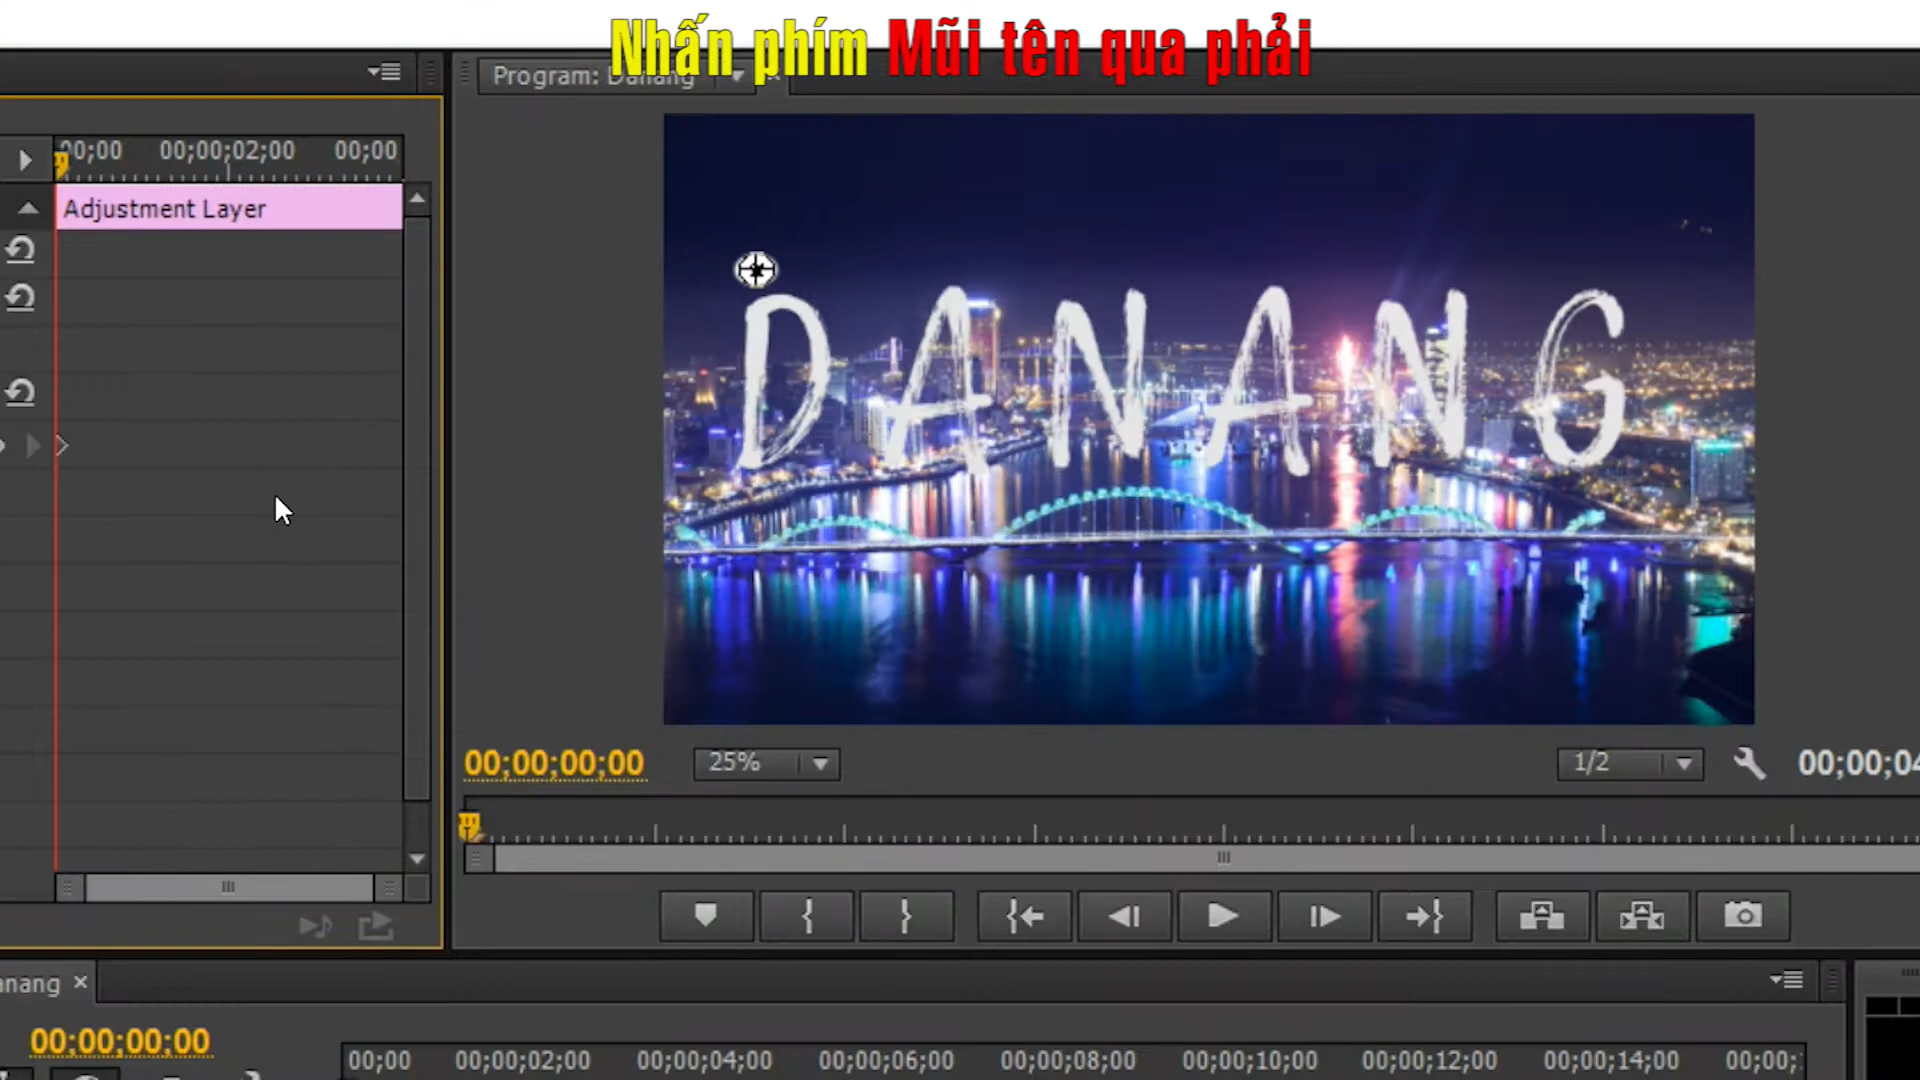 Nhấn phím Mũi tên qua phải
Program: Danang
00;00 00;00;02;00 00;00
Adjustment Layer
DANANG
00;00;00;00 25% 1/2 00;00;04
anang
00;00;00;00
00;00 00;00;02;00 00;00;04;00 00;00;06;00 00;00;08;00 00;00;10;00 00;00;12;00 00;00;14;00 00;00;